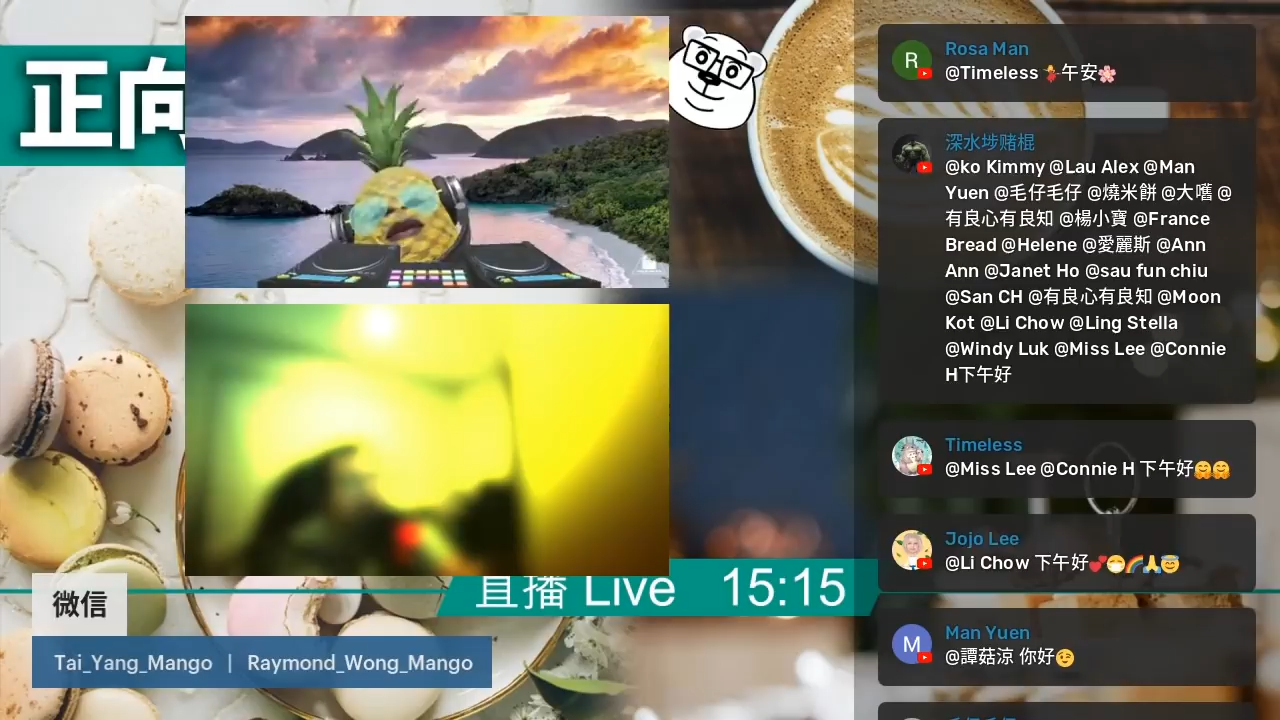 正向
Rosa Man
@Timeless 💃午安🌸
深水埗赌棍
@ko Kimmy @Lau Alex @Man
Yuen @毛仔毛仔 @燒米餅 @大嚿 @
有良心有良知 @楊小寶 @France
Bread @Helene @愛麗斯 @Ann
Ann @Janet Ho @sau fun chiu
@San CH @有良心有良知 @Moon
Kot @Li Chow @Ling Stella
@Windy Luk @Miss Lee @Connie
H下午好
Timeless
@Miss Lee @Connie H 下午好🤗🤗
Jojo Lee
@Li Chow 下午好💕😷🌈🙏😇
Man Yuen
@譚菇涼 你好😉
直播 Live 15:15
微信
Tai_Yang_Mango | Raymond_Wong_Mango